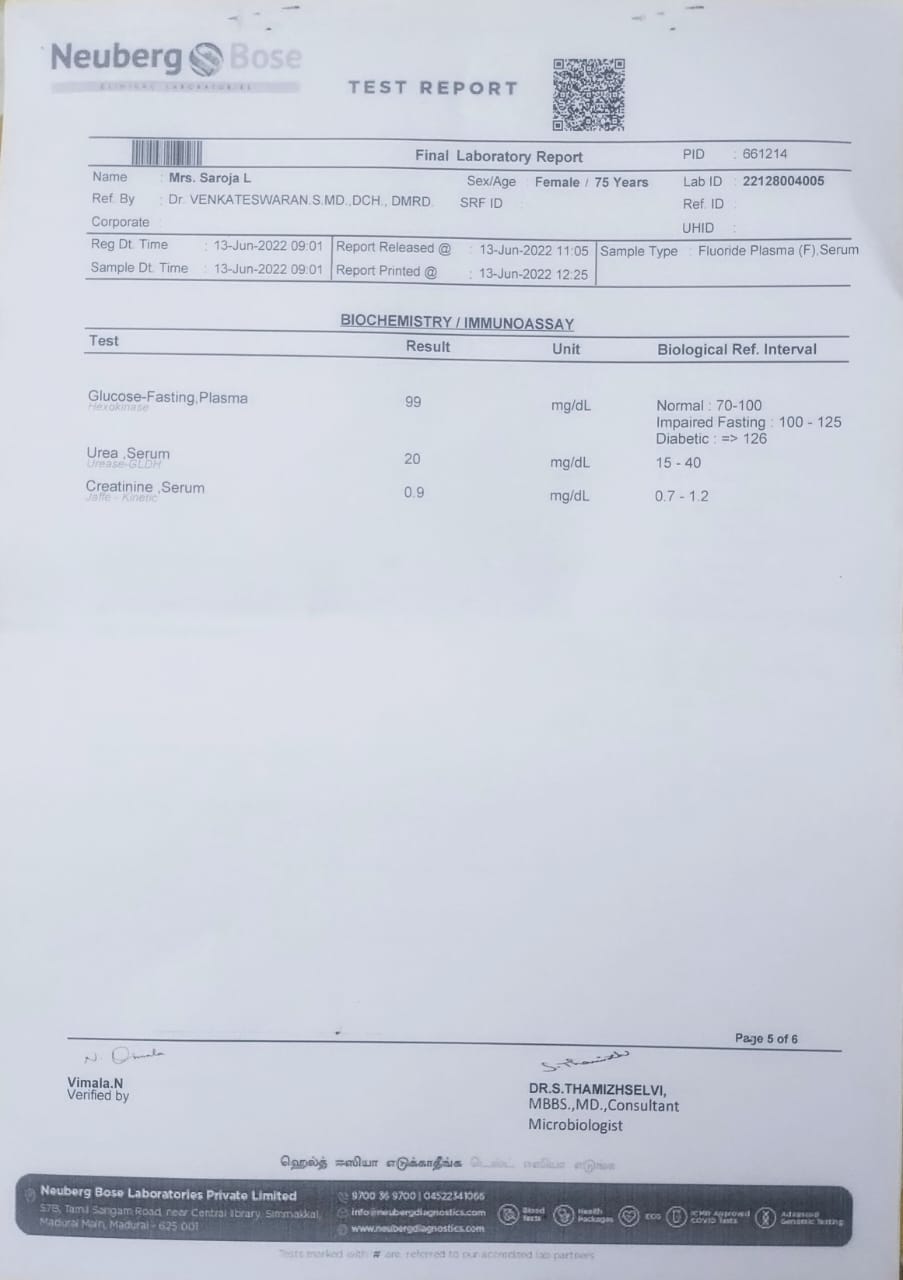 Neuberg Bose
CLINICAL LABORATORIES
TEST REPORT
Final Laboratory Report
PID : 661214
Name : Mrs. Saroja L
Sex/Age : Female / 75 Years
Lab ID : 22128004005
Ref. By : Dr. VENKATESWARAN.S.MD.,DCH., DMRD.
SRF ID :
Ref. ID :
Corporate :
UHID :
Reg Dt. Time : 13-Jun-2022 09:01
Report Released @ : 13-Jun-2022 11:05
Sample Type : Fluoride Plasma (F),Serum
Sample Dt. Time : 13-Jun-2022 09:01
Report Printed @ : 13-Jun-2022 12:25
BIOCHEMISTRY / IMMUNOASSAY
Test Result Unit Biological Ref. Interval
Glucose-Fasting,Plasma 99 mg/dL Normal : 70-100
Hexokinase
Impaired Fasting : 100 - 125
Diabetic : => 126
Urea ,Serum 20 mg/dL 15 - 40
Urease-GLDH
Creatinine ,Serum 0.9 mg/dL 0.7 - 1.2
Jaffe - Kinetic
Page 5 of 6
N. Vimala
S.Thamizh
Vimala.N
Verified by
DR.S.THAMIZHSELVI,
MBBS.,MD.,Consultant
Microbiologist
ஹெல்த் ஈஸியா எடுக்காதீங்க டெஸ்ட் ஈஸியா எடுங்க
Neuberg Bose Laboratories Private Limited
57B, Tamil Sangam Road, near Central library, Simmakkal,
Madurai Main, Madurai - 625 001
9700 36 9700 | 04522341066
info@neubergdiagnostics.com
www.neubergdiagnostics.com
Blood
Tests
Health
Packages
ECG
ICMR Approved
COVID Tests
Advanced
Genomic Testing
Tests marked with # are referred to our accredited lab partners